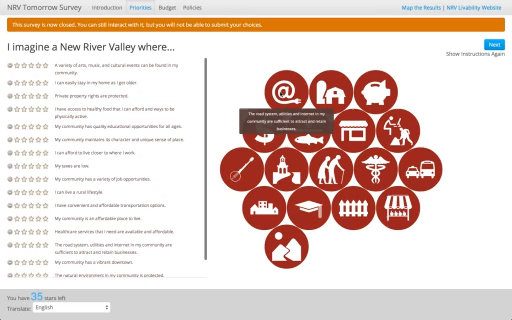 NRV Tomorrow Survey Introduction Priorities Budget Policies Map the Results | NRV Livability Website
This survey is now closed. You can still interact with it, but you will not be able to submit your choices.
I imagine a New River Valley where...
Next
Show Instructions Again
A variety of arts, music, and cultural events can be found in my
community.
I can easily stay in my home as I get older.
Private property rights are protected.
I have access to healthy food that I can afford and ways to be
physically active.
My community has quality educational opportunities for all ages.
My community maintains its character and unique sense of place.
I can afford to live closer to where I work.
My taxes are low.
My community has a variety of job opportunities.
I can live a rural lifestyle.
I have convenient and affordable transportation options.
My community is an affordable place to live.
Healthcare services that I need are available and affordable.
The road system, utilities and internet in my community are
sufficient to attract and retain businesses.
My community has a vibrant downtown.
The natural environment in my community is protected.
The road system, utilities and internet in my
community are sufficient to attract and retain
businesses.
You have 35 stars left
Translate: English